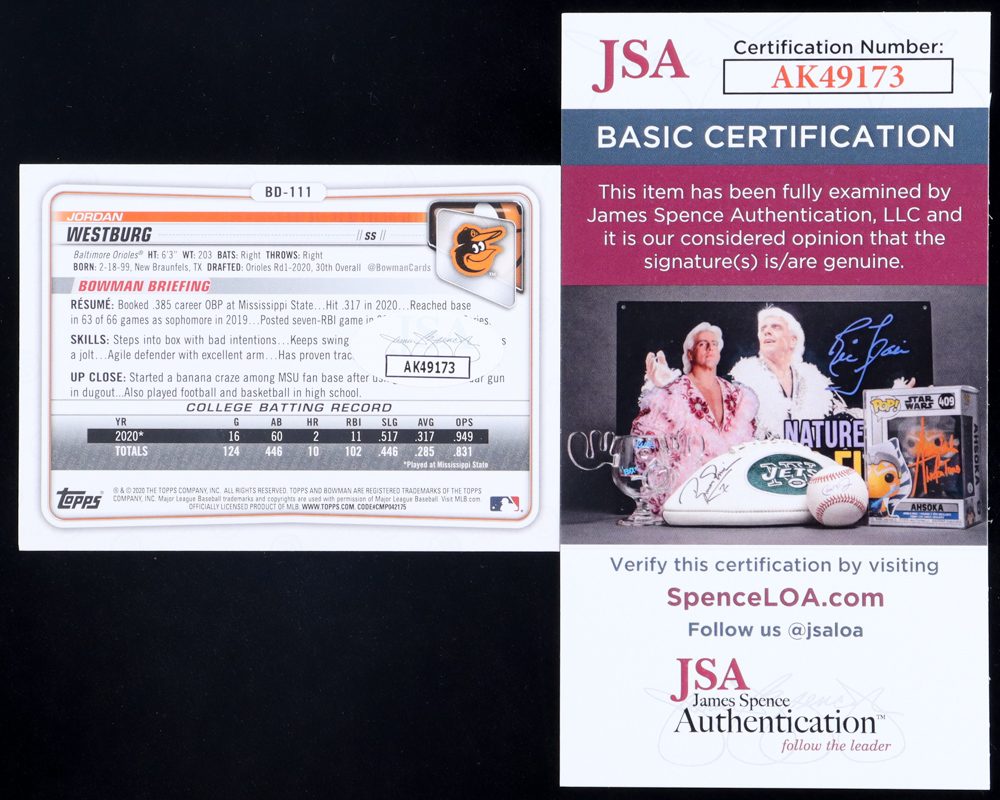 BD-111
JORDAN
WESTBURG // SS //
Baltimore Orioles® HT: 6'3" WT: 203 BATS: Right THROWS: Right
BORN: 2-18-99, New Braunfels, TX DRAFTED: Orioles Rd1-2020, 30th Overall @BowmanCards
BOWMAN BRIEFING
RÉSUMÉ: Booked .385 career OBP at Mississippi State...Hit .317 in 2020...Reached base
in 63 of 66 games as sophomore in 2019...Posted seven-RBI game in
SKILLS: Steps into box with bad intentions...Keeps swing
a jolt...Agile defender with excellent arm...Has proven
UP CLOSE: Started a banana craze among MSU fan base after gun
in dugout...Also played football and basketball in high school.
JSA
AK49173
COLLEGE BATTING RECORD
YR G AB HR RBI SLG AVG OPS
2020* 16 60 2 11 .517 .317 .949
TOTALS 124 446 10 102 .446 .285 .831
*Played at Mississippi State
Topps
® & © 2020 THE TOPPS COMPANY, INC. ALL RIGHTS RESERVED. TOPPS AND BOWMAN ARE REGISTERED TRADEMARKS OF THE TOPPS
COMPANY, INC. Major League Baseball trademarks and copyrights are used with permission of Major League Baseball. Visit MLB.com.
OFFICIALLY LICENSED PRODUCT OF MLB. WWW.TOPPS.COM. CODE#CMP042175
JSA
Certification Number:
AK49173
BASIC CERTIFICATION
This item has been fully examined by
James Spence Authentication, LLC and
it is our considered opinion that the
signature(s) is/are genuine.
NATURE
JETS
POP!
STAR WARS
409
AHSOKA
AHSOKA
Verify this certification by visiting
SpenceLOA.com
Follow us @jsaloa
JSA
James Spence
Authentication™
follow the leader